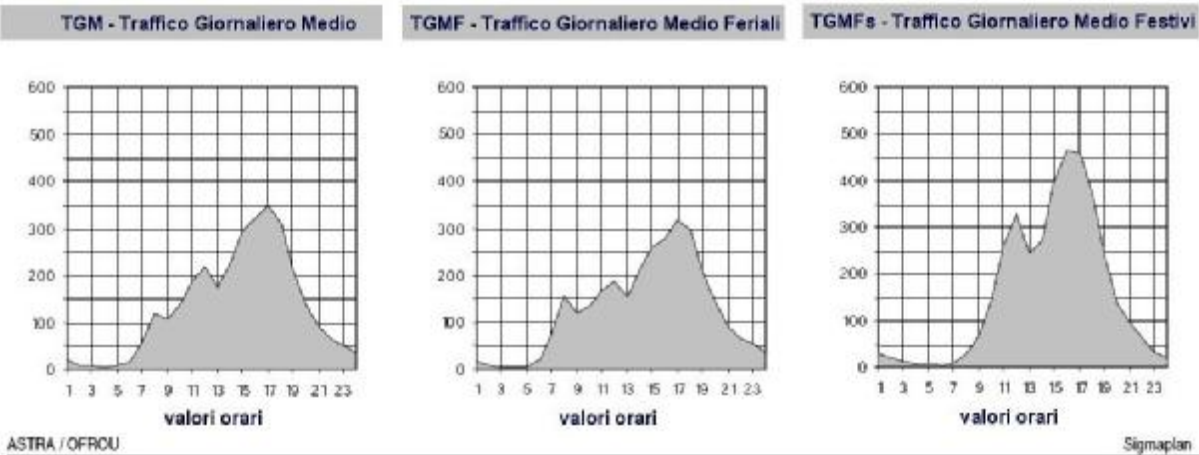 TGM - Traffico Giornaliero Medio
600
500
400
300
200
100
0
1 3 5 7 9 11 13 15 17 19 21 23
valori orari
TGMF - Traffico Giornaliero Medio Feriali
600
500
400
300
200
100
0
1 3 5 7 9 11 13 15 17 19 21 23
valori orari
TGMFs - Traffico Giornaliero Medio Festivi
600
500
400
300
200
100
0
1 3 5 7 9 11 13 15 17 19 21 23
valori orari
ASTRA / OFROU
Sigmaplan